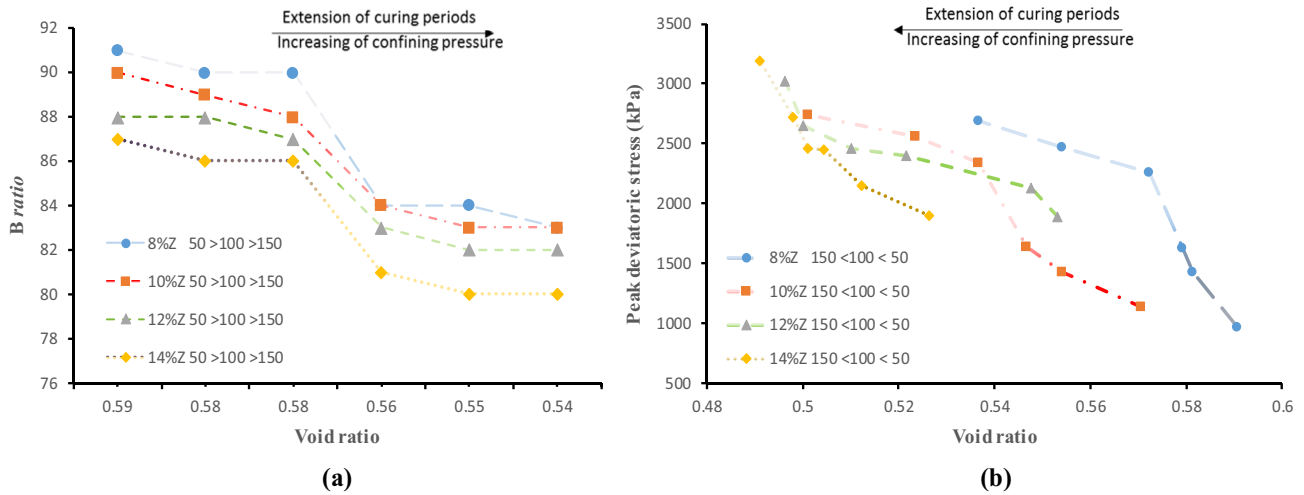 Extension of curing periods
Increasing of confining pressure
92
90
88
86
84
82
80
78
76
B ratio
8%Z 50 >100 >150
10%Z 50 >100 >150
12%Z 50 >100 >150
14%Z 50 >100 >150
0.59 0.58 0.58 0.56 0.55 0.54
Void ratio
(a)
Extension of curing periods
Increasing of confining pressure
3500
3000
2500
2000
1500
1000
500
Peak deviatoric stress (kPa)
8%Z 150 <100 < 50
10%Z 150 <100 < 50
12%Z 150 <100 < 50
14%Z 150 <100 < 50
0.48 0.5 0.52 0.54 0.56 0.58 0.6
Void ratio
(b)